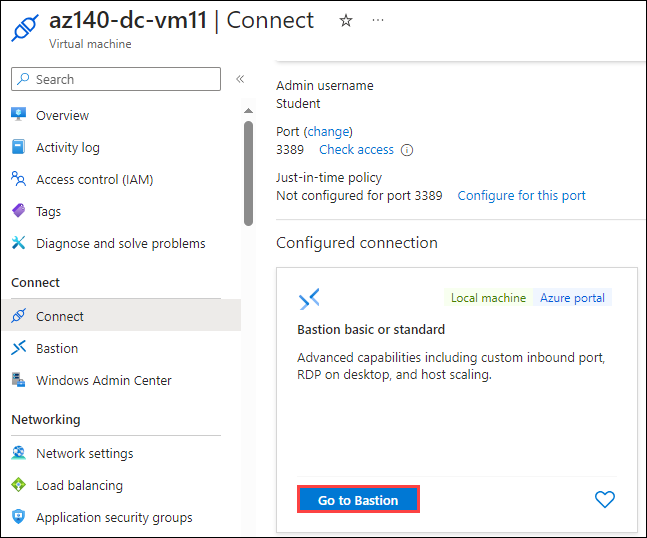 az140-dc-vm11 | Connect ☆ ···
Virtual machine
Search «
Overview
Activity log
Access control (IAM)
Tags
Diagnose and solve problems
Connect
Connect
Bastion
Windows Admin Center
Networking
Network settings
Load balancing
Application security groups
Admin username
Student
Port (change)
3389 Check access
Just-in-time policy
Not configured for port 3389 Configure for this port
Configured connection
Local machine Azure portal
Bastion basic or standard
Advanced capabilities including custom inbound port,
RDP on desktop, and host scaling.
Go to Bastion